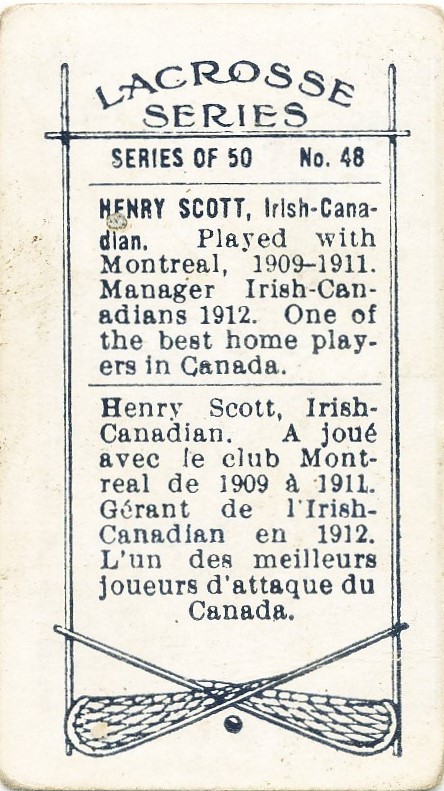 LACROSSE
SERIES
SERIES OF 50 No. 48
HENRY SCOTT, Irish-Cana-
dian. Played with
Montreal, 1909-1911.
Manager Irish-Can-
adians 1912. One of
the best home play-
ers in Canada.
Henry Scott, Irish-
Canadian. A joué
avec le club Mont-
real de 1909 à 1911.
Gérant de l'Irish-
Canadian en 1912.
L'un des meilleurs
joueurs d'attaque du
Canada.